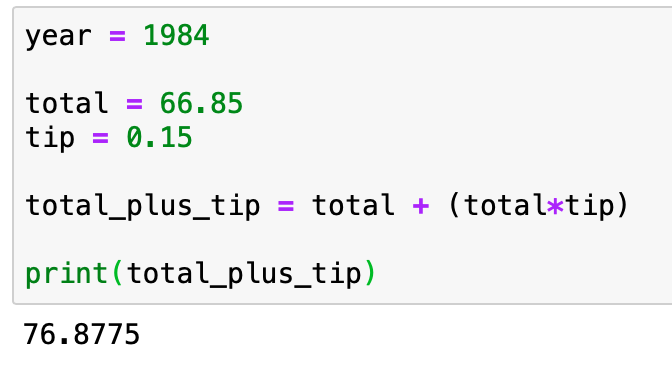 year = 1984
total = 66.85
tip = 0.15
total_plus_tip = total + (total*tip)
print(total_plus_tip)
76.8775